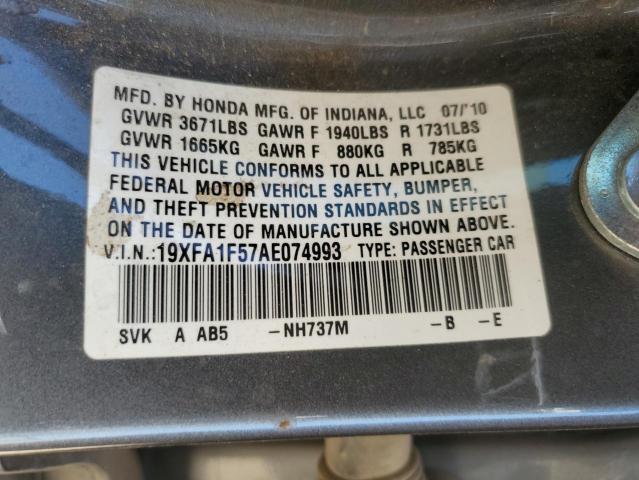 MFD. BY HONDA MFG. OF INDIANA, LLC 07/'10
GVWR 3671LBS GAWR F 1940LBS R 1731LBS
GVWR 1665KG GAWR F 880KG R 785KG
THIS VEHICLE CONFORMS TO ALL APPLICABLE
FEDERAL MOTOR VEHICLE SAFETY, BUMPER,
AND THEFT PREVENTION STANDARDS IN EFFECT
ON THE DATE OF MANUFACTURE SHOWN ABOVE.
V.I.N.: 19XFA1F57AE074993 TYPE: PASSENGER CAR
SVK A AB5 -NH737M -B -E